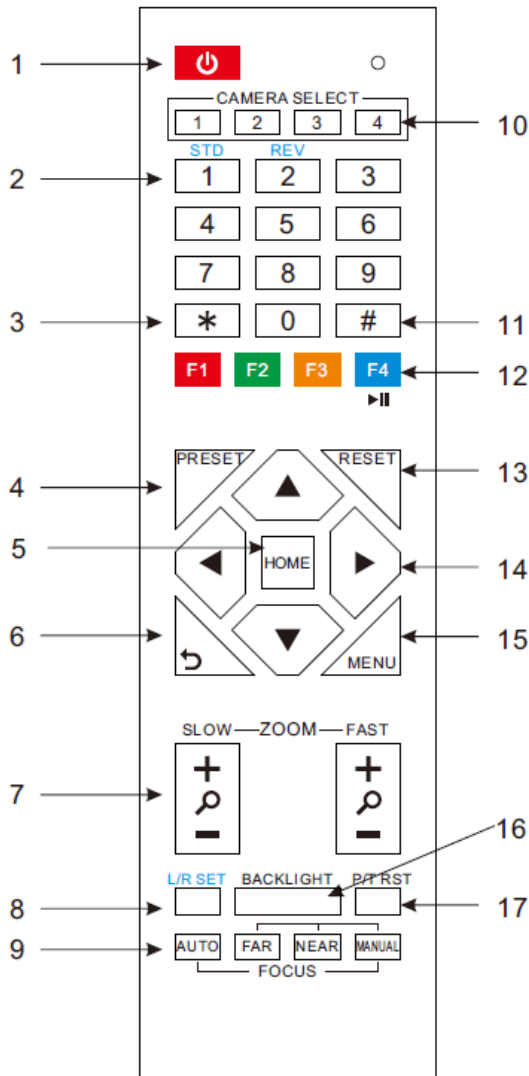 1
CAMERA SELECT
1 2 3 4 10
STD REV
2 1 2 3
4 5 6
7 8 9
3 * 0 # 11
F1 F2 F3 F4 12
PRESET RESET 13
4
5 HOME 14
6 15
MENU
SLOW ZOOM FAST
+ +
7
16
− −
L/R SET BACKLIGHT P/T RST
8 17
9 AUTO FAR NEAR MANUAL
FOCUS